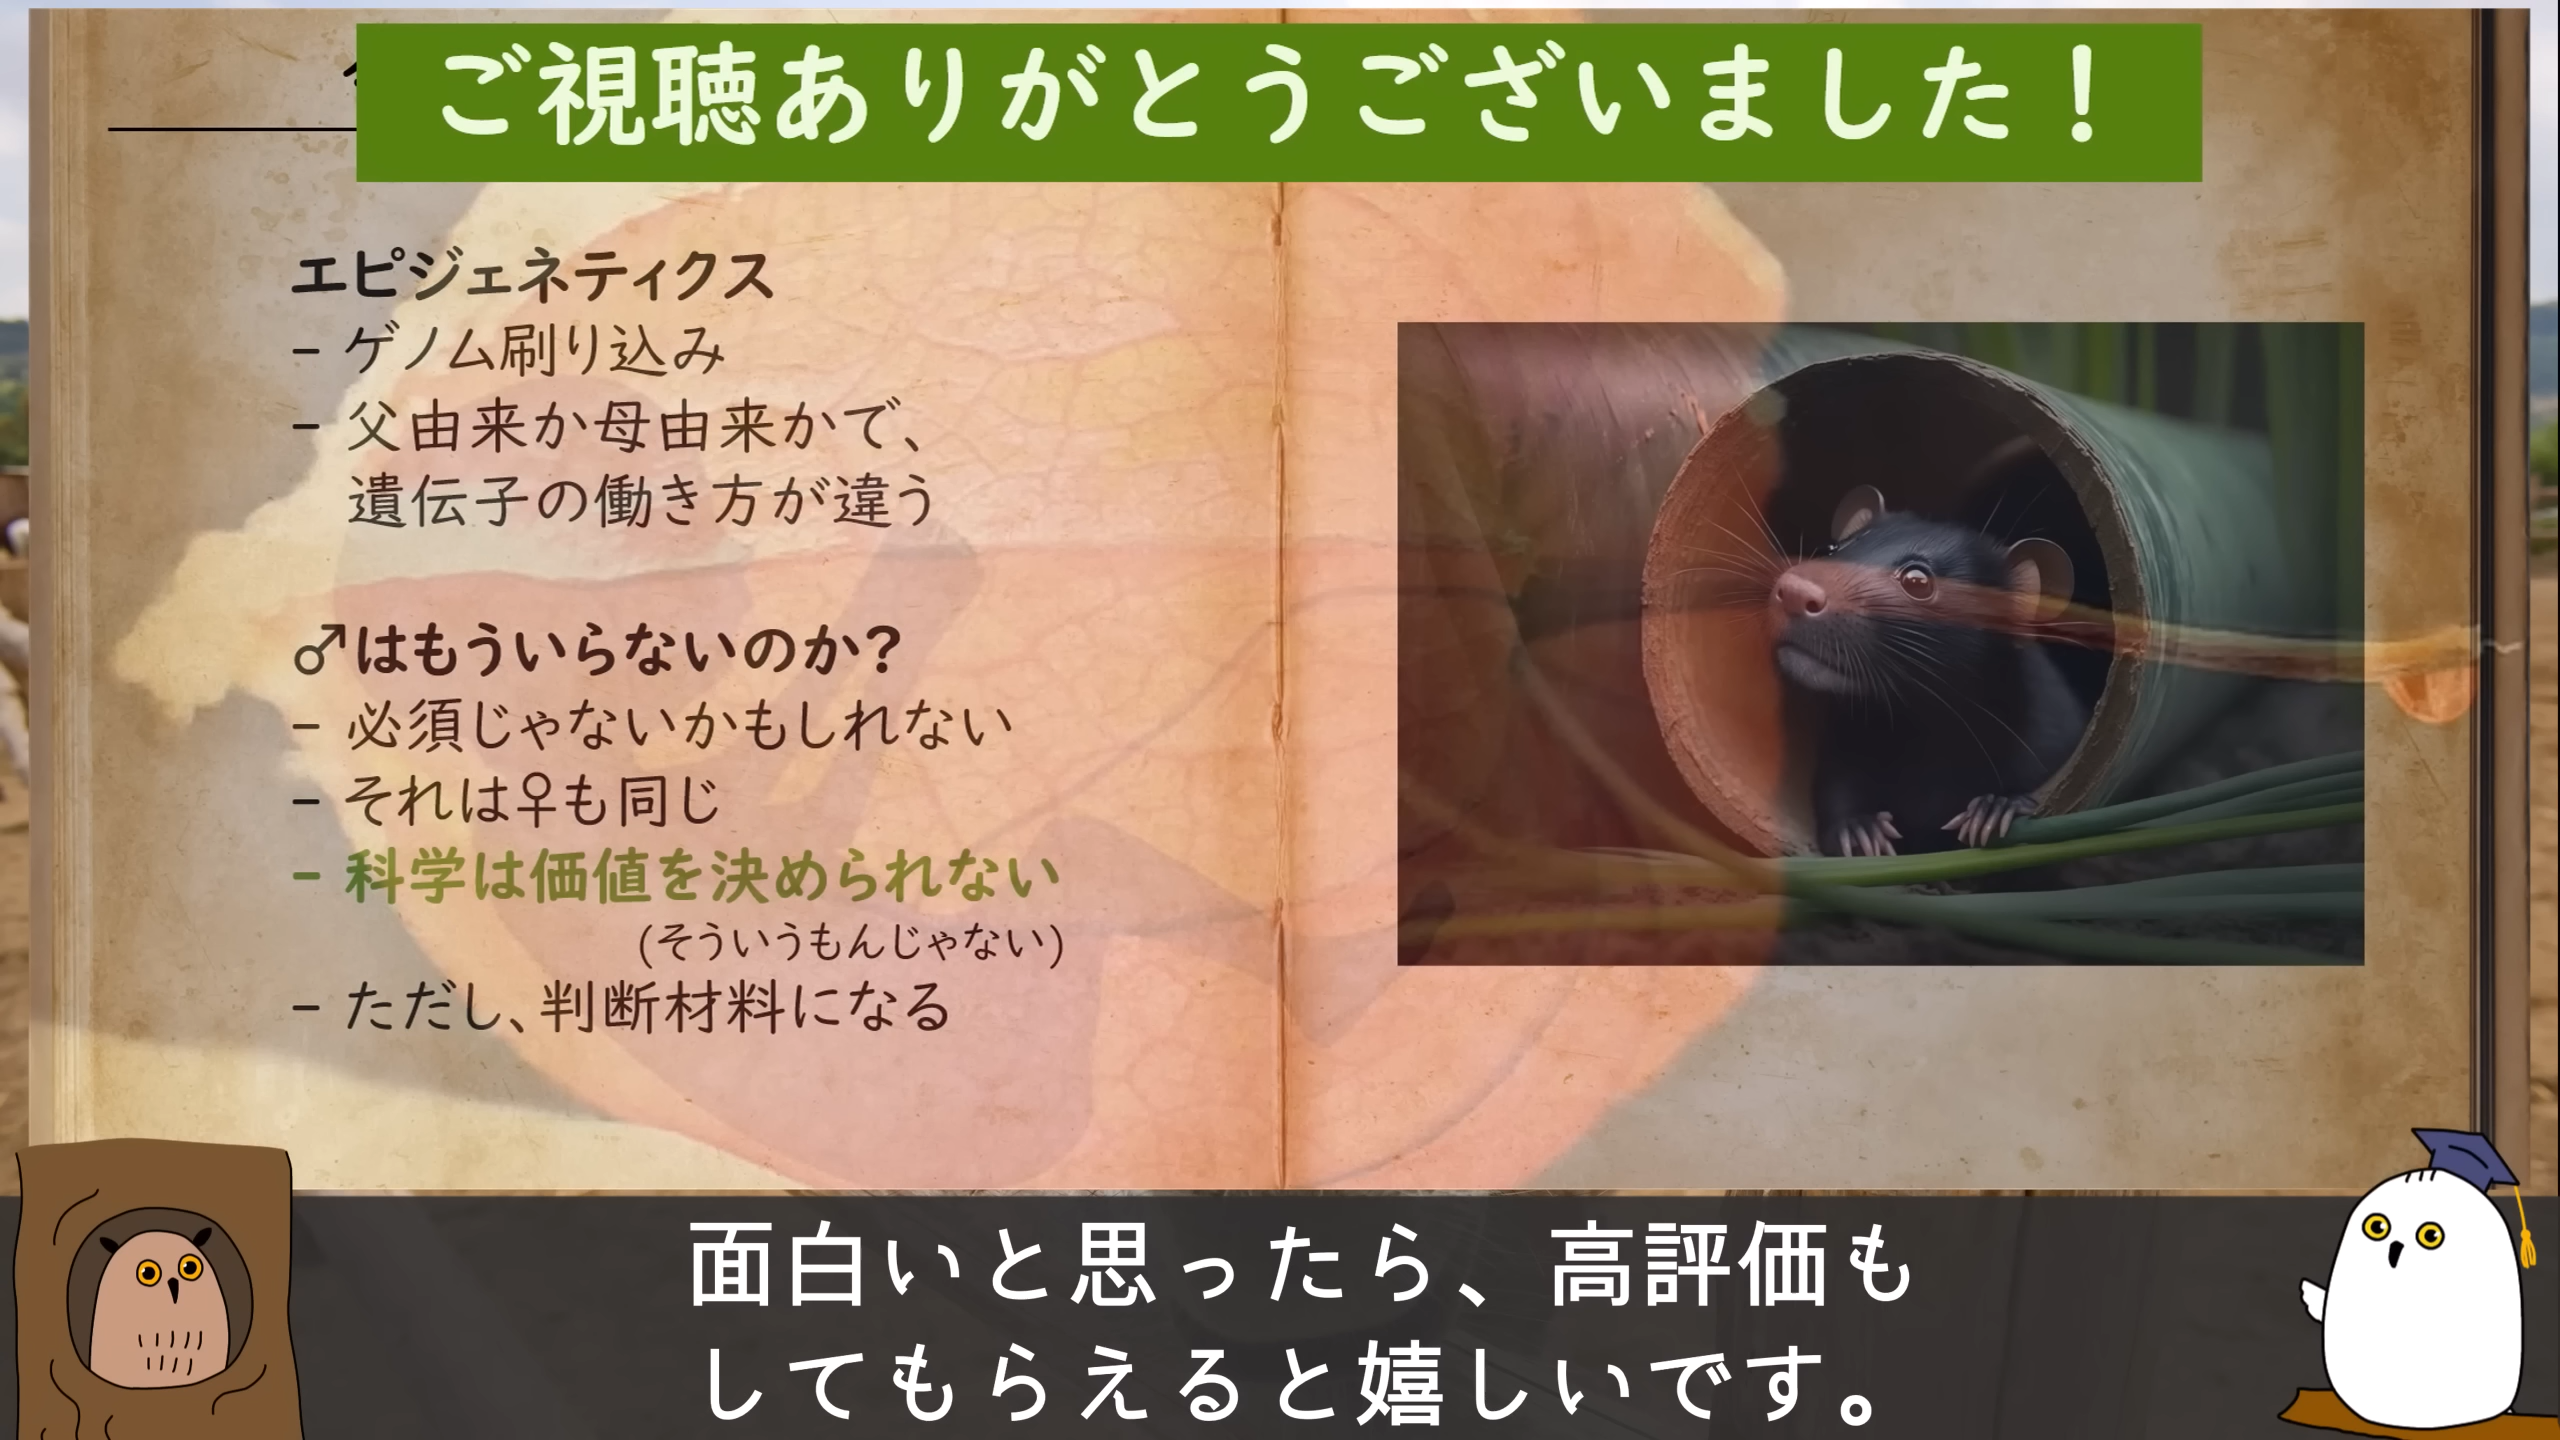 ご視聴ありがとうございました！
エピジェネティクス
- ゲノム刷り込み
- 父由来か母由来かで、
遺伝子の働き方が違う
♂はもういらないのか？
- 必須じゃないかもしれない
- それは♀も同じ
- 科学は価値を決められない
(そういうもんじゃない)
- ただし、判断材料になる
面白いと思ったら、高評価も
してもらえると嬉しいです。